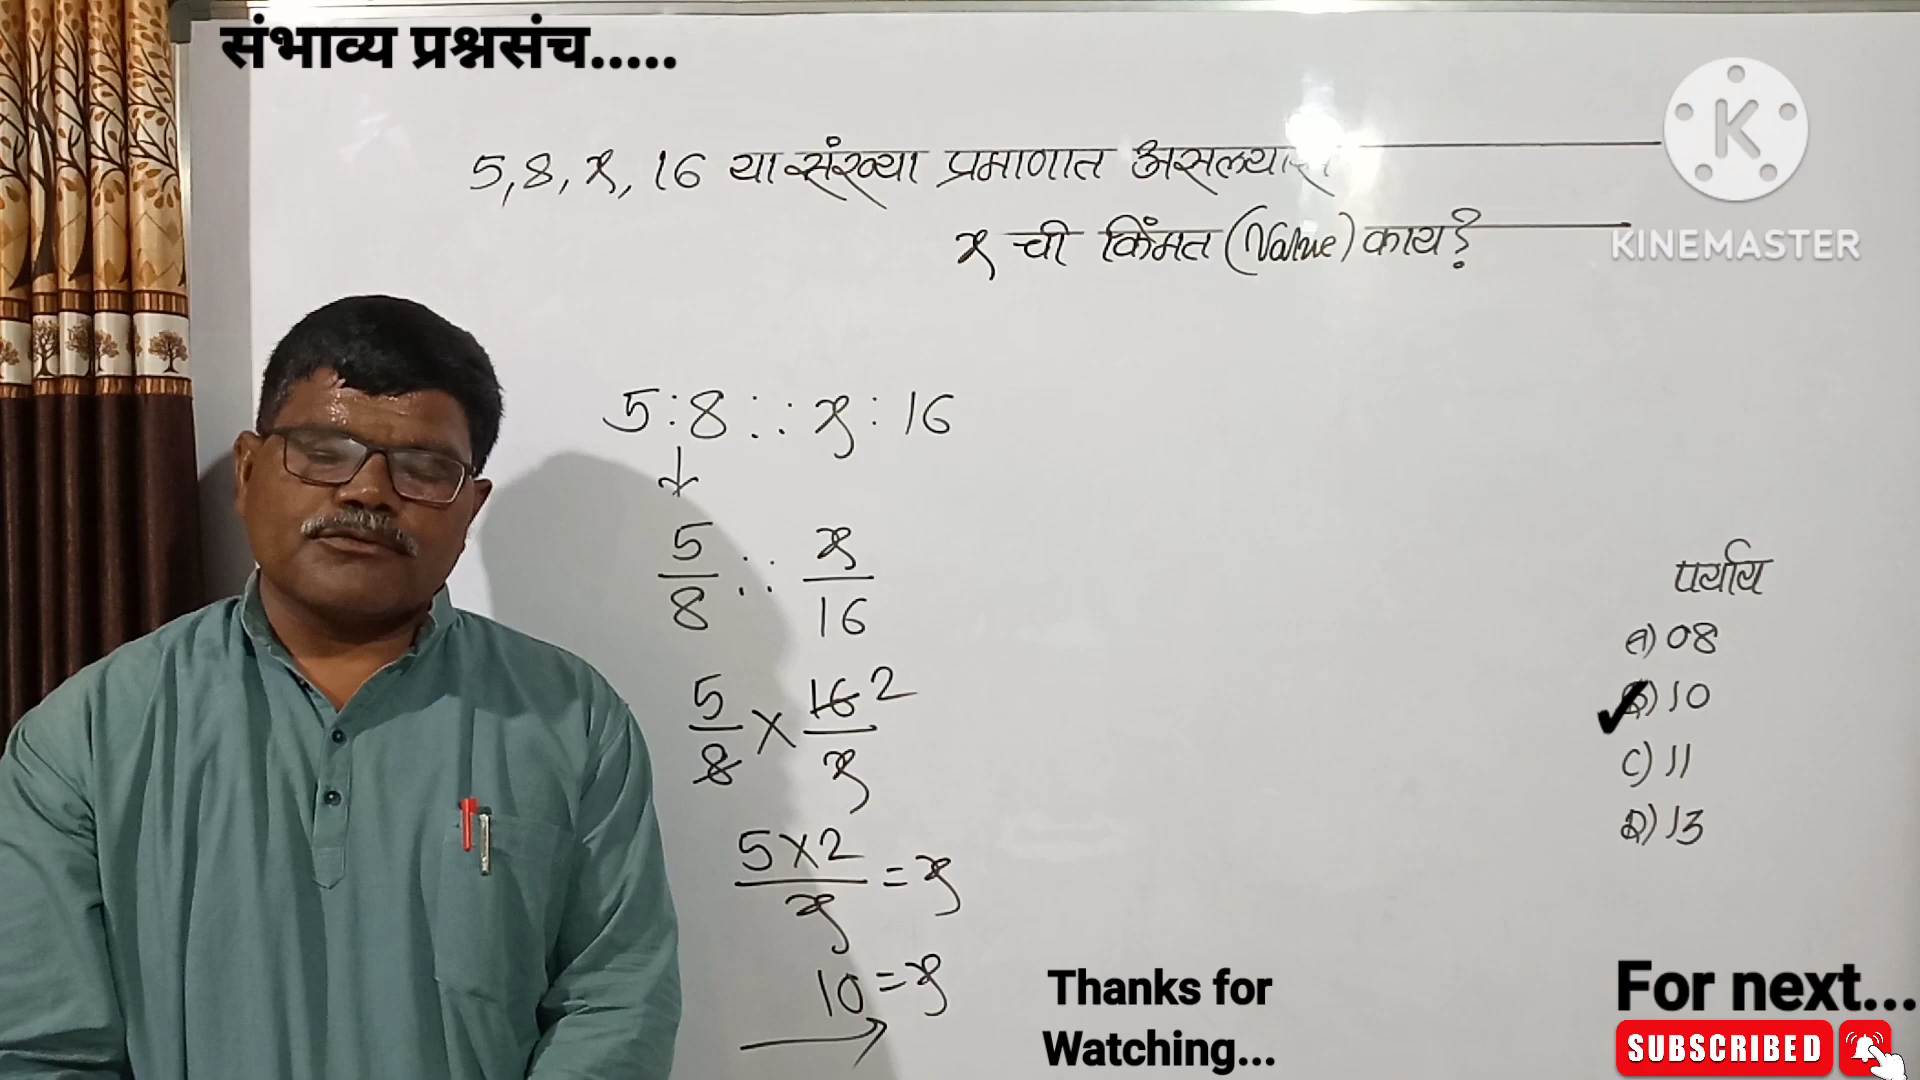 संभाव्य प्रश्नसंच.....
K
KINEMASTER
5, 8, x, 16 या संख्या प्रमाणात असल्यास
x ची किंमत (Value) काय?
5 : 8 :: x : 16
5/8 :: x/16
5/8 × 16/x 2
5×2/x = x
10 = x
पर्याय
A) 08
B) 10
C) 11
D) 13
Thanks for
Watching...
For next...
SUBSCRIBED